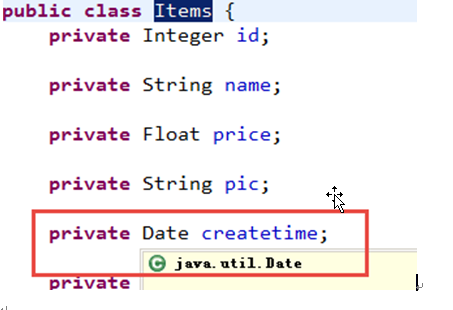 public class Items {
private Integer id;
private String name;
private Float price;
private String pic;
private Date createtime;
java.util.Date
private